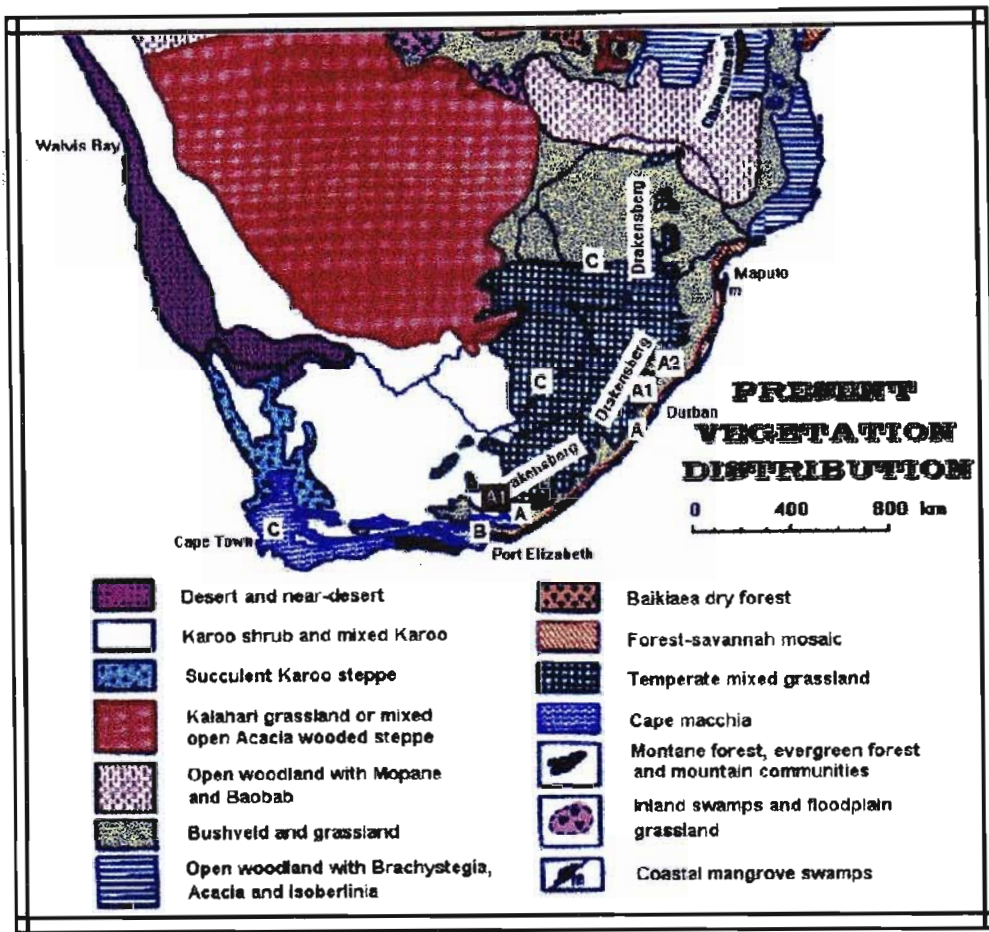 Walvis Bay
Chimanimani
Drakensberg
C
Maputo
m
Drakensberg
A2
C
A1
Durban
A
PRESENT
VEGETATION
DISTRIBUTION
akensberg
A1
A
0 400 800 km
C
B
Cape Town
Port Elizabeth
Desert and near-desert
Karoo shrub and mixed Karoo
Succulent Karoo steppe
Kalahari grassland or mixed
open Acacia wooded steppe
Open woodland with Mopane
and Baobab
Bushveld and grassland
Open woodland with Brachystegia,
Acacia and Isoberlinia
Baikiaea dry forest
Forest-savannah mosaic
Temperate mixed grassland
Cape macchia
Montane forest, evergreen forest
and mountain communities
Inland swamps and floodplain
grassland
m
Coastal mangrove swamps